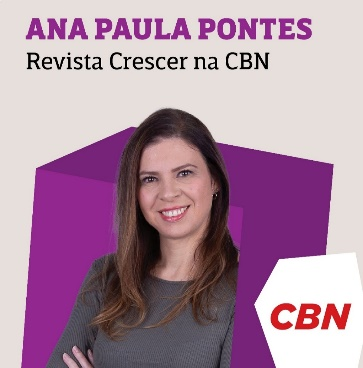 ANA PAULA PONTES
Revista Crescer na CBN
CBN